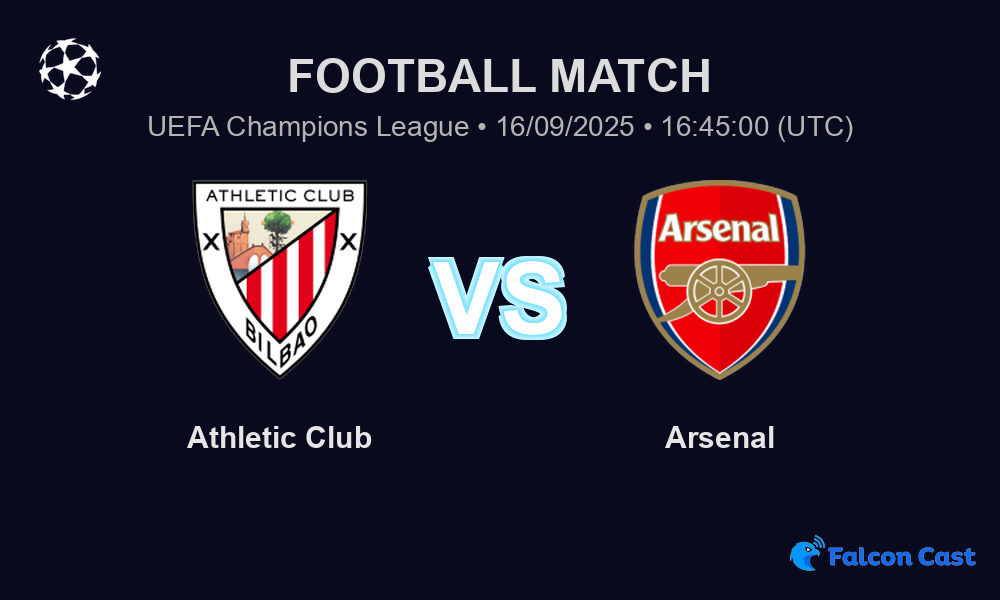 FOOTBALL MATCH
UEFA Champions League • 16/09/2025 • 16:45:00 (UTC)
ATHLETIC CLUB
BILBAO
VS
Arsenal
Athletic Club
Arsenal
Falcon Cast